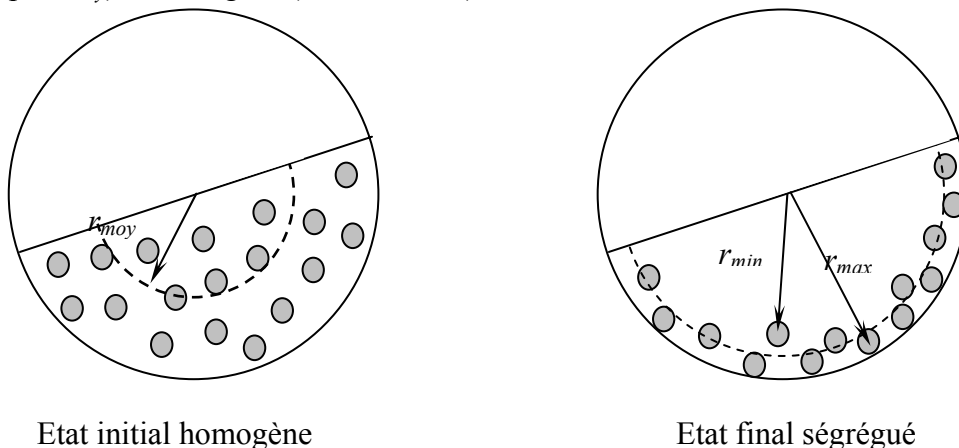 r_moy
r_min
r_max
Etat initial homogène
Etat final ségrégué